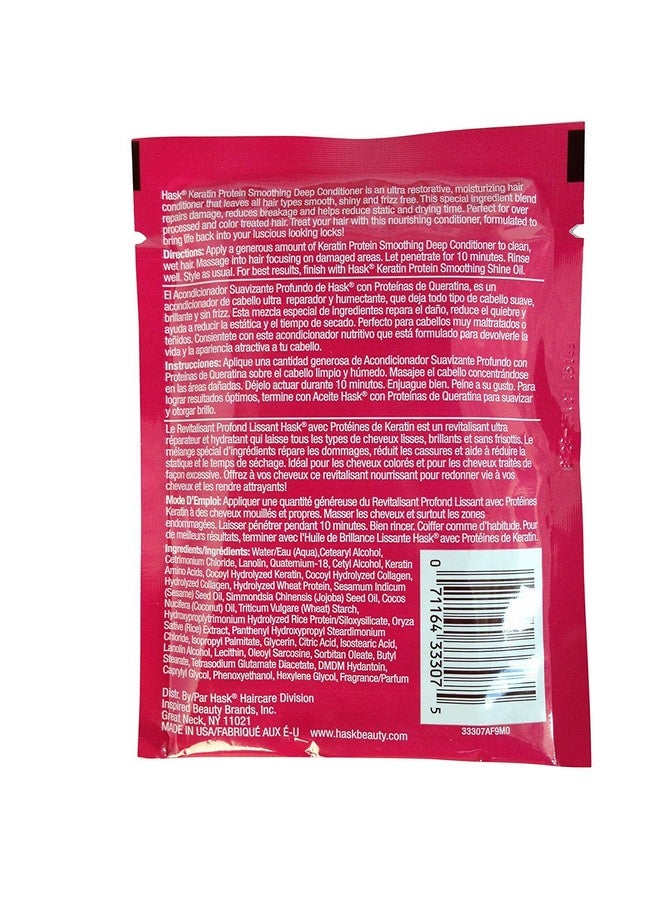 Hask® Keratin Protein Smoothing Deep Conditioner is an ultra restorative, moisturizing hair
conditioner that leaves all hair types smooth, shiny and frizz free. This special ingredient blend
repairs damage, reduces breakage and helps reduce static and drying time. Perfect for over
processed and color treated hair. Treat your hair with this nourishing conditioner, formulated to
bring life back into your luscious looking locks!
Directions: Apply a generous amount of Keratin Protein Smoothing Deep Conditioner to clean,
wet hair. Massage into hair focusing on damaged areas. Let penetrate for 10 minutes. Rinse
well. Style as usual. For best results, finish with Hask® Keratin Protein Smoothing Shine Oil.
El Acondicionador Suavizante Profundo de Hask® con Proteínas de Queratina, es un
acondicionador de cabello ultra reparador y humectante, que deja todo tipo de cabello suave,
brillante y sin frizz. Esta mezcla especial de ingredientes repara el daño, reduce el quiebre y
ayuda a reducir la estática y el tiempo de secado. Perfecto para cabellos muy maltratados o
teñidos. Consientete con este acondicionador nutritivo que está formulado para devolverle la
vida y la apariencia atractiva a tu cabello.
Instrucciones: Aplique una cantidad generosa de Acondicionador Suavizante Profundo con
Proteínas de Queratina sobre el cabello limpio y húmedo. Masajee el cabello concentrándose
en las áreas dañadas. Déjelo actuar durante 10 minutos. Enjuague bien. Peine a su gusto. Para
lograr resultados óptimos, termine con Aceite Hask® con Proteínas de Queratina para suavizar
y otorgar brillo.
Le Revitalisant Profond Lissant Hask® avec Protéines de Keratin est un revitalisant ultra
réparateur et hydratant qui laisse tous les types de cheveux lisses, brillants et sans frisottis. Le
mélange spécial d'ingrédients répare les dommages, réduit les cassures et aide à réduire la
statique et le temps de séchage. Idéal pour les cheveux colorés et pour les cheveux traités de
façon excessive. Offrez à vos cheveux ce revitalisant nourrissant pour redonner vie à vos
cheveux et les rendre attrayants!
Mode D'Emploi: Appliquer une quantité généreuse du Revitalisant Profond Lissant avec Protéines
Keratin à des cheveux mouillés et propres. Masser les cheveux et surtout les zones
endommagées. Laisser pénétrer pendant 10 minutes. Bien rincer. Coiffer comme d'habitude. Pour
de meilleurs résultats, terminer avec l'Huile de Brillance Lissante Hask® avec Protéines de Keratin.
Ingredients/Ingrédients: Water/Eau (Aqua),Cetearyl Alcohol,
Cetrimonium Chloride, Lanolin, Quaternium-18, Cetyl Alcohol, Keratin
Amino Acids, Cocoyl Hydrolyzed Keratin, Cocoyl Hydrolyzed Collagen,
Hydrolyzed Collagen, Hydrolyzed Wheat Protein, Sesamum Indicum
(Sesame) Seed Oil, Simmondsia Chinensis (Jojoba) Seed Oil, Cocos
Nucifera (Coconut) Oil, Triticum Vulgare (Wheat) Starch,
Hydroxyproplytrimonium Hydrolyzed Rice Protein/Siloxysilicate, Oryza
Sative (Rice) Extract, Panthenyl Hydroxypropyl Steardimonium
Chloride, Isopropyl Palmitate, Glycerin, Citric Acid, Isostearic Acid,
Lanolin Alcohol, Lecithin, Oleoyl Sarcosine, Sorbitan Oleate, Butyl
Stearate, Tetrasodium Glutamate Diacetate, DMDM Hydantoin,
Caprylyl Glycol, Phenoxyethanol, Hexylene Glycol, Fragrance/Parfum
Distr. By/Par Hask® Haircare Division
Inspired Beauty Brands, Inc.
Great Neck, NY 11021
MADE IN USA/FABRIQUÉ AUX É-U www.haskbeauty.com
0 71164 33307 5
33307AF9M0